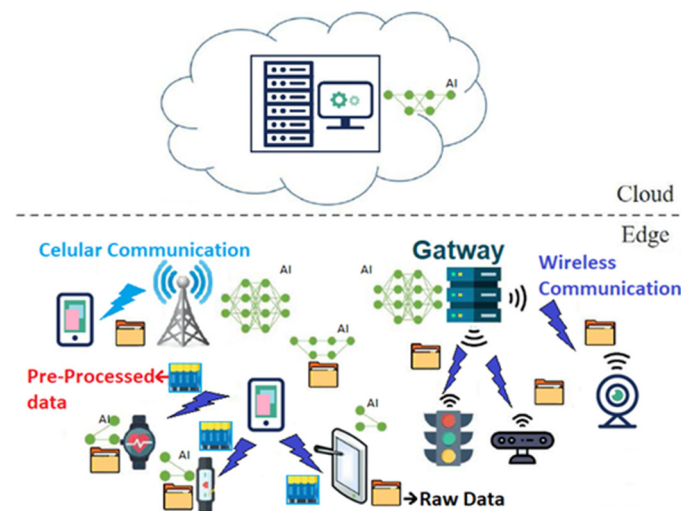 AI
Cloud
Edge
Celular Communication
Gatway
Wireless
Communication
AI
AI
AI
Pre-Processed
data
AI
AI
AI
Raw Data